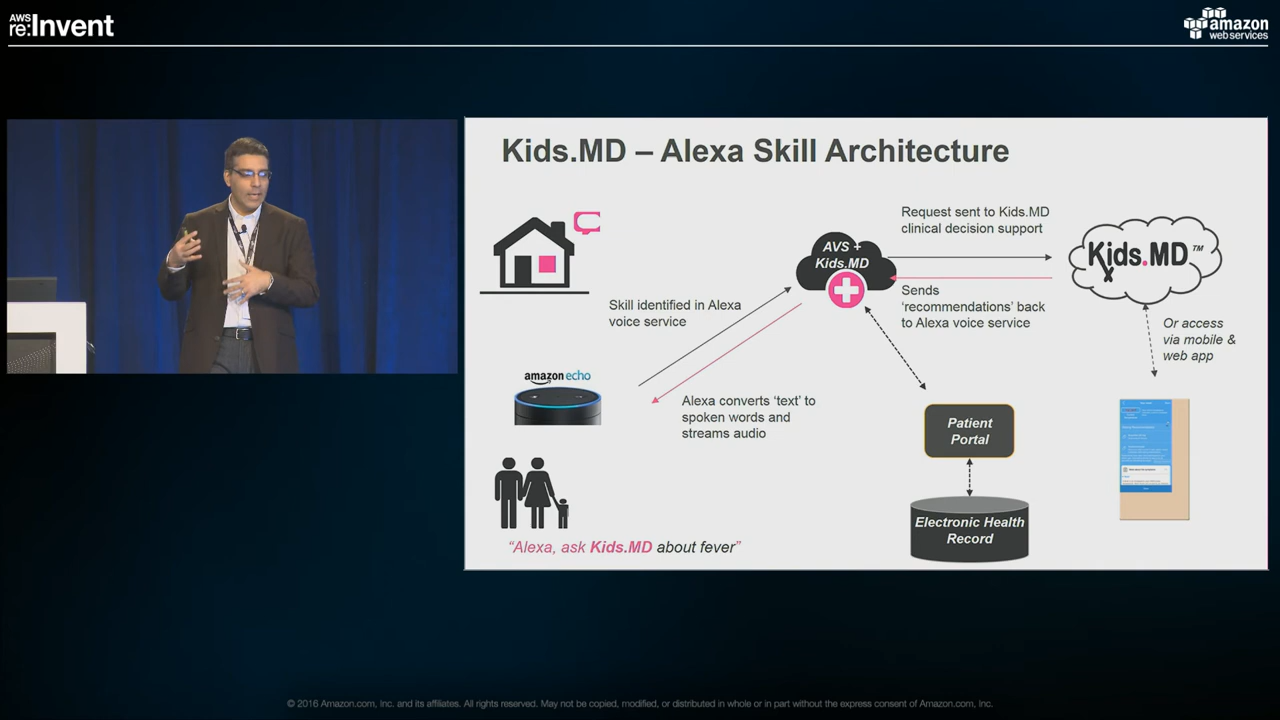 AWS
re:Invent
amazon
web services
Kids.MD – Alexa Skill Architecture
Request sent to Kids.MD
clinical decision support
AVS +
Kids.MD
Kids.MD™
Sends
‘recommendations’ back
to Alexa voice service
Skill identified in Alexa
voice service
Or access
via mobile &
web app
amazon echo
Alexa converts ‘text’ to
spoken words and
streams audio
Patient
Portal
Electronic Health
Record
“Alexa, ask Kids.MD about fever”
© 2016 Amazon.com, Inc. and its affiliates. All rights reserved. May not be copied, modified, or distributed in whole or in part without the express consent of Amazon.com, Inc.